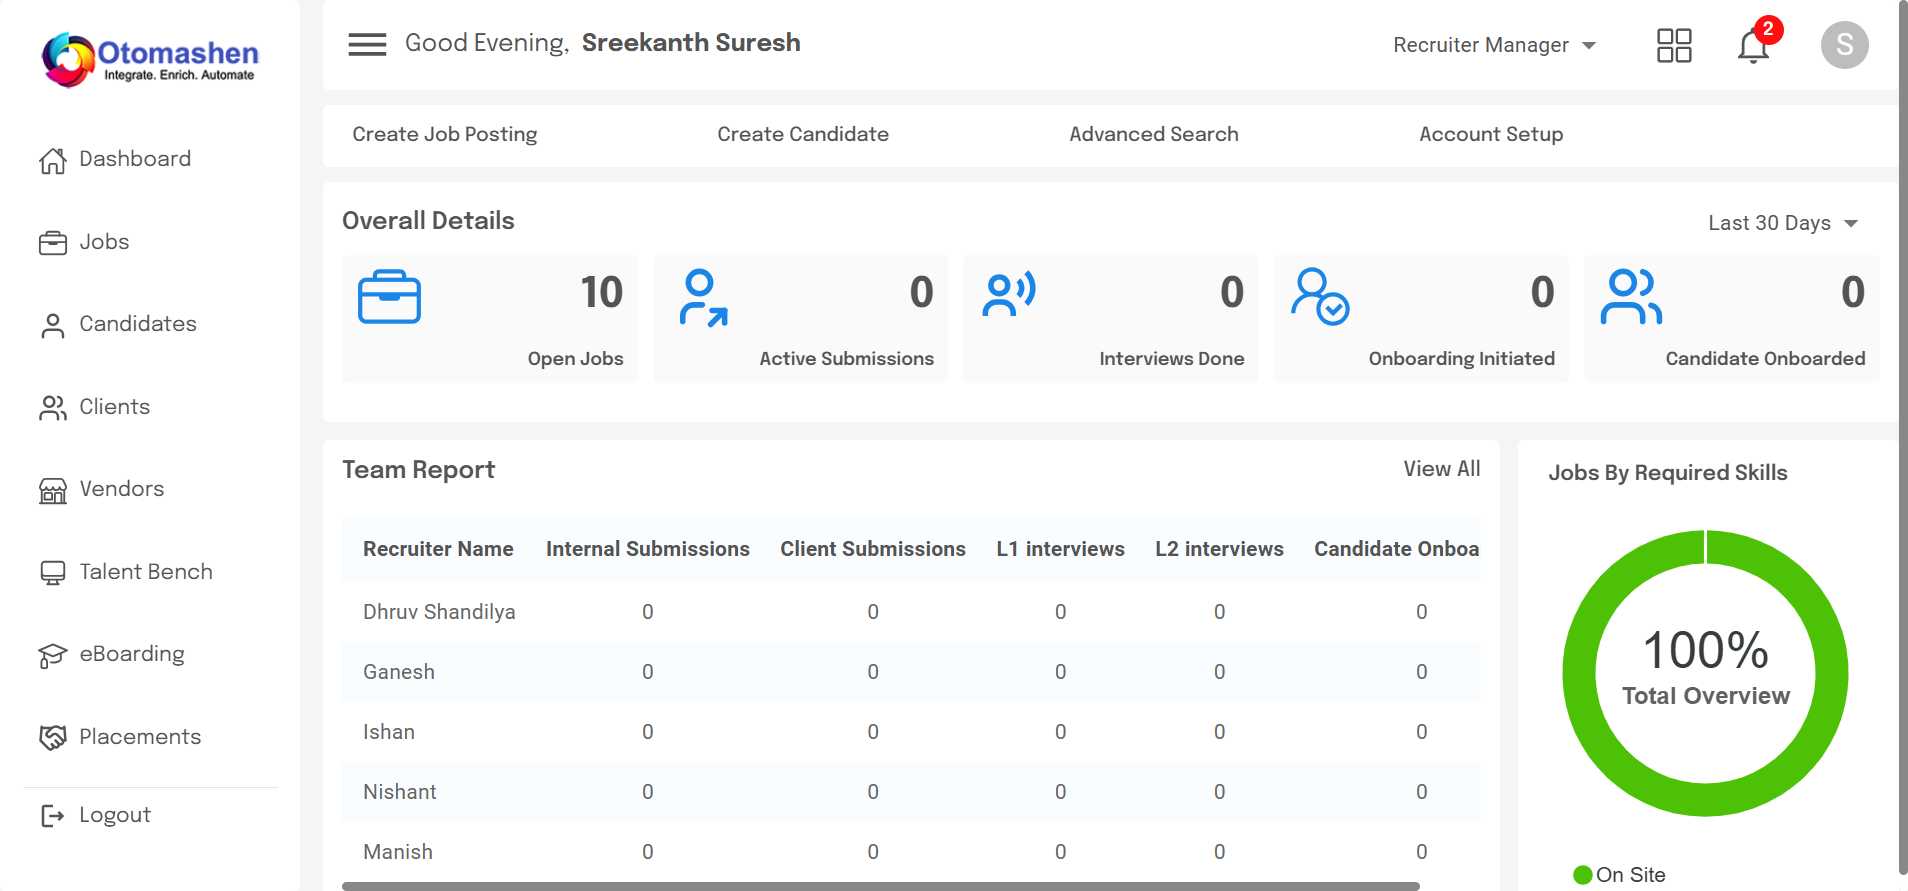 Otomashen
Integrate. Enrich. Automate
Dashboard
Jobs
Candidates
Clients
Vendors
Talent Bench
eBoarding
Placements
Logout
Good Evening, Sreekanth Suresh
Recruiter Manager
2
S
Create Job Posting
Create Candidate
Advanced Search
Account Setup
Overall Details
Last 30 Days
10
Open Jobs
0
Active Submissions
0
Interviews Done
0
Onboarding Initiated
0
Candidate Onboarded
Team Report
View All
Recruiter Name Internal Submissions Client Submissions L1 interviews L2 interviews Candidate Onboa
Dhruv Shandilya 0 0 0 0 0
Ganesh 0 0 0 0 0
Ishan 0 0 0 0 0
Nishant 0 0 0 0 0
Manish 0 0 0 0 0
Jobs By Required Skills
100%
Total Overview
On Site